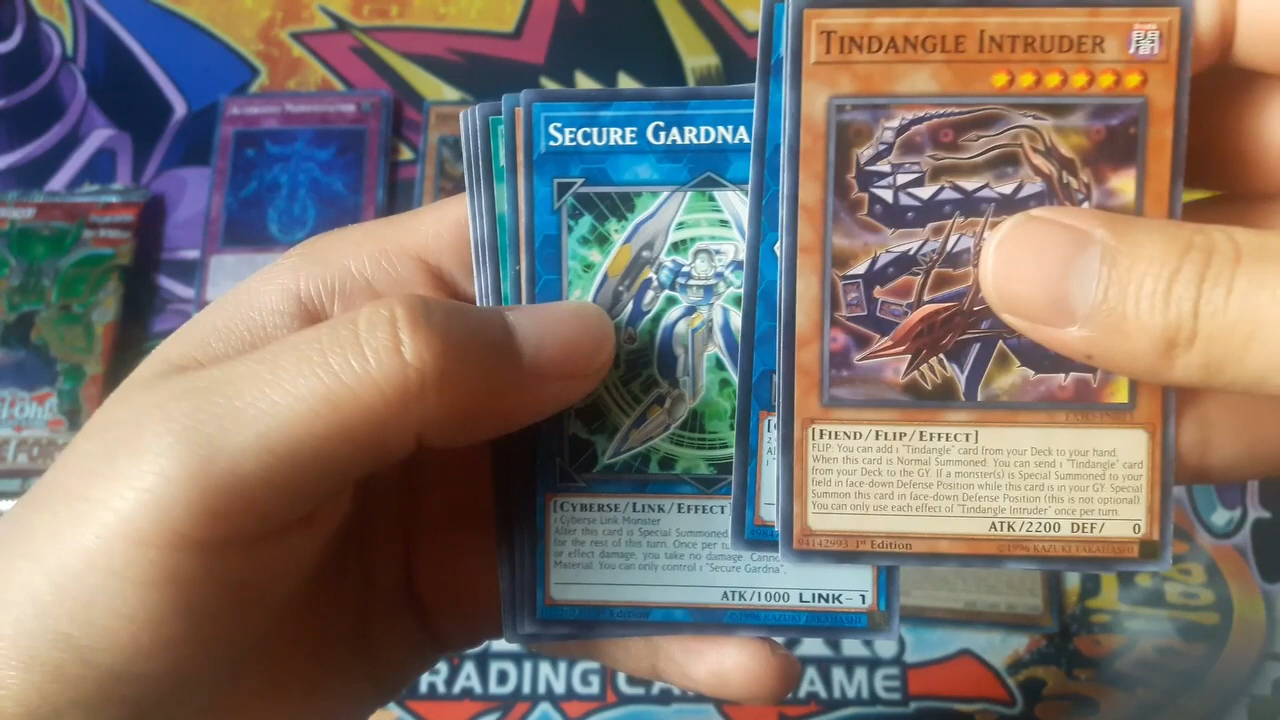 TINDANGLE INTRUDER
闇
[FIEND/FLIP/EFFECT]
FLIP: You can add 1 "Tindangle" card from your Deck to your hand.
When this card is Normal Summoned: You can send 1 "Tindangle" card
from your Deck to the GY. If a monster(s) is Special Summoned to your
field in face-down Defense Position while this card is in your GY: Special
Summon this card in face-down Defense Position (this is not optional).
You can only use each effect of "Tindangle Intruder" once per turn.
ATK/2200 DEF/ 0
94142993 1st Edition
©1996 KAZUKI TAKAHASHI
SECURE GARDNA
[CYBERSE/LINK/EFFECT]
1 Cyberse Link Monster
After this card is Special Summoned
for the rest of this turn. Once per tu
or effect damage, you take no damage. Canno
Material. You can only control 1 "Secure Gardna".
ATK/1000 LINK-1
Edition
©1996 KAZUKI TAKAHASHI
TRADING CARD GAME